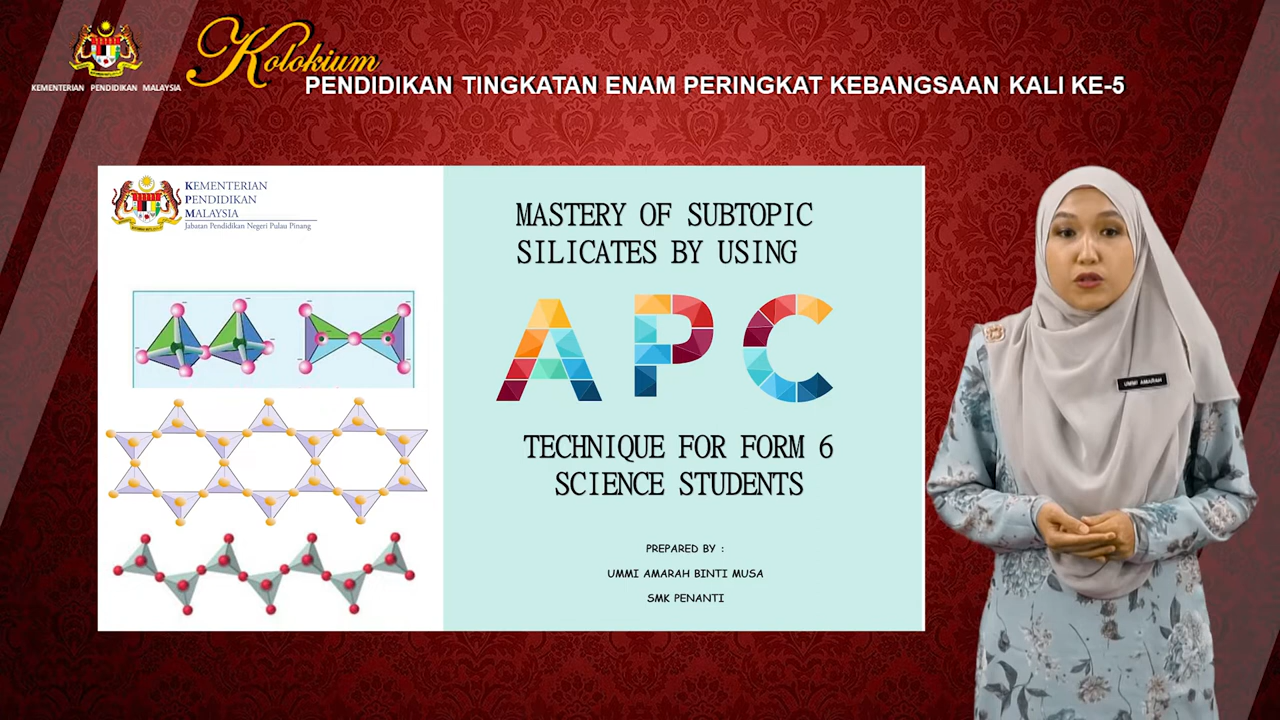 Kolokium
KEMENTERIAN PENDIDIKAN MALAYSIA
PENDIDIKAN TINGKATAN ENAM PERINGKAT KEBANGSAAN KALI KE-5
KEMENTERIAN
PENDIDIKAN
MALAYSIA
Jabatan Pendidikan Negeri Pulau Pinang
MASTERY OF SUBTOPIC
SILICATES BY USING
APC
TECHNIQUE FOR FORM 6
SCIENCE STUDENTS
PREPARED BY :
UMMI AMARAH BINTI MUSA
SMK PENANTI
UMMI AMARAH